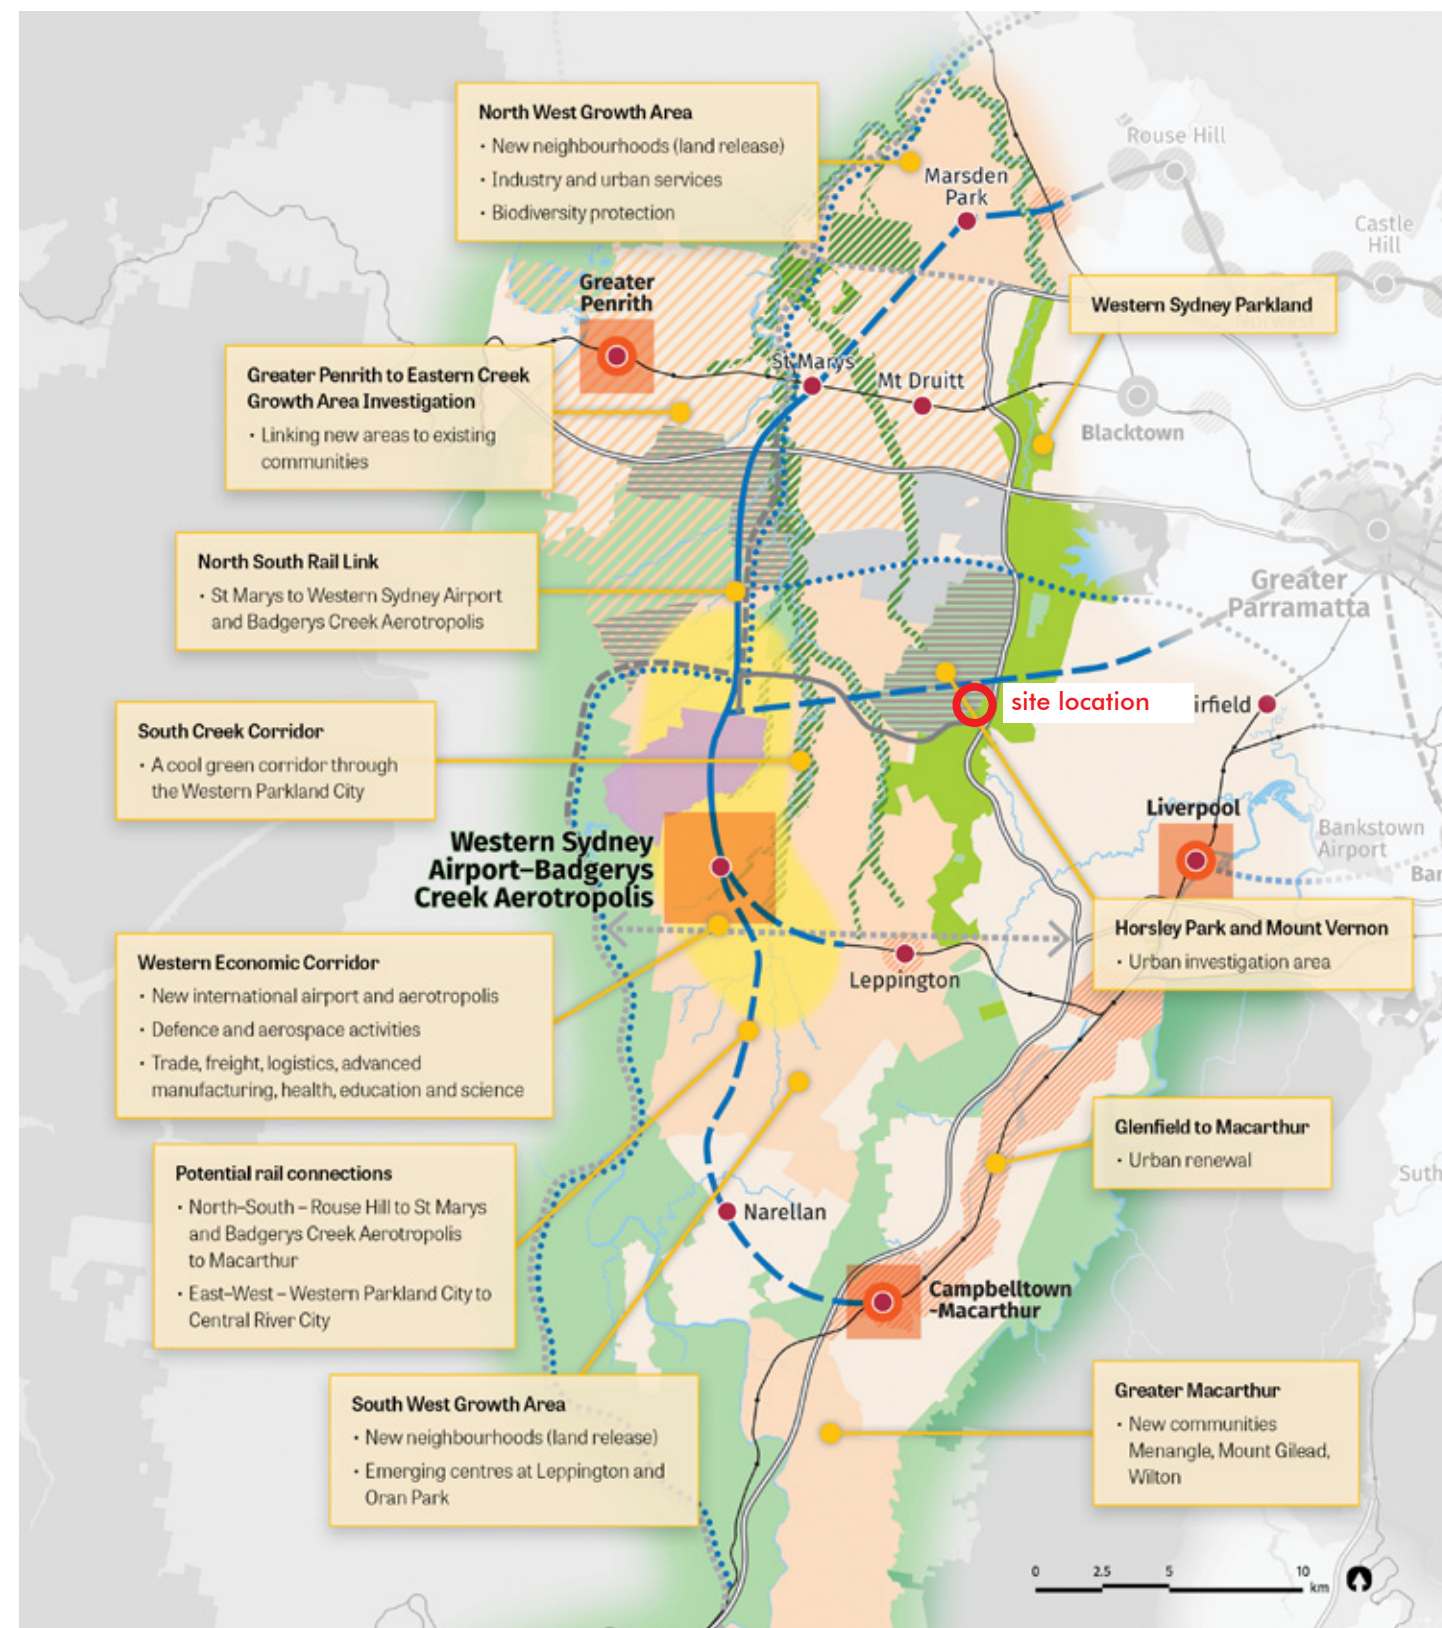 North West Growth Area
• New neighbourhoods (land release)
• Industry and urban services
• Biodiversity protection
Rouse Hill
Marsden
Park
Castle
Hill
Greater
Penrith
Western Sydney Parkland
St Marys
Mt Druitt
Blacktown
Greater Penrith to Eastern Creek
Growth Area Investigation
• Linking new areas to existing
communities
North South Rail Link
• St Marys to Western Sydney Airport
and Badgerys Creek Aerotropolis
Greater
Parramatta
site location
irfield
South Creek Corridor
• A cool green corridor through
the Western Parkland City
Liverpool
Bankstown
Airport
Bar
Western Sydney
Airport–Badgerys
Creek Aerotropolis
Horsley Park and Mount Vernon
• Urban investigation area
Leppington
Western Economic Corridor
• New international airport and aerotropolis
• Defence and aerospace activities
• Trade, freight, logistics, advanced
manufacturing, health, education and science
Glenfield to Macarthur
• Urban renewal
Suth
Potential rail connections
• North–South – Rouse Hill to St Marys
and Badgerys Creek Aerotropolis
to Macarthur
• East–West – Western Parkland City to
Central River City
Narellan
Campbelltown
-Macarthur
South West Growth Area
• New neighbourhoods (land release)
• Emerging centres at Leppington and
Oran Park
Greater Macarthur
• New communities
Menangle, Mount Gilead,
Wilton
0 2.5 5 10
km